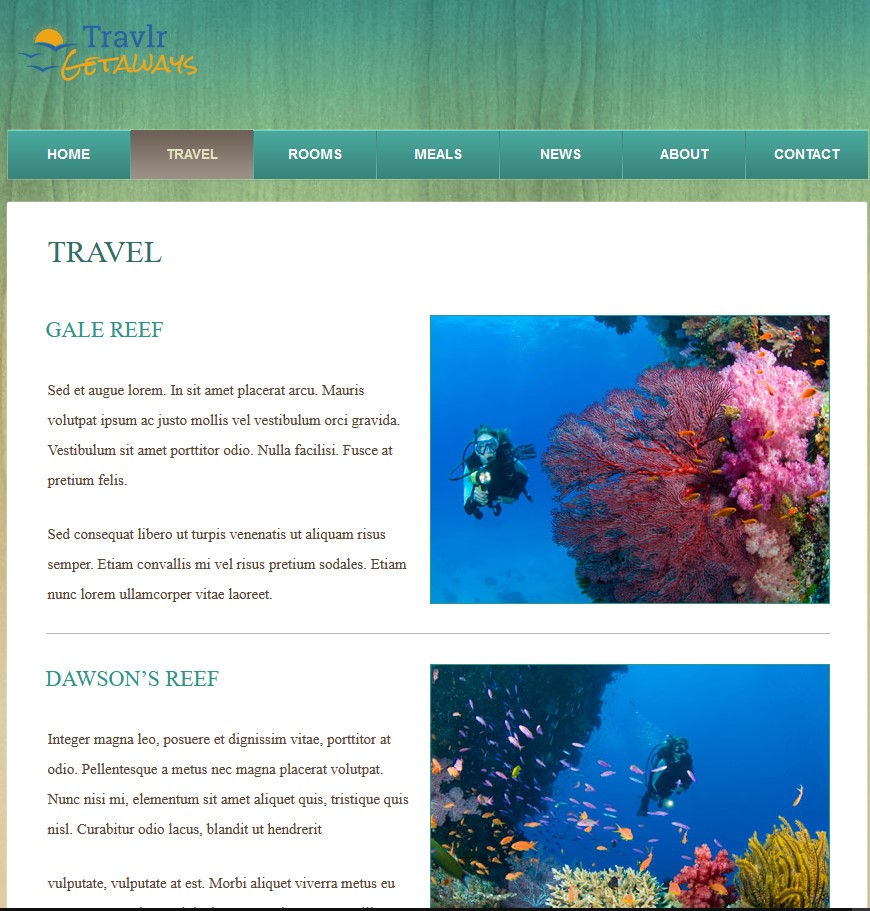 Travlr
Getaways
HOME
TRAVEL
ROOMS
MEALS
NEWS
ABOUT
CONTACT
TRAVEL
GALE REEF
Sed et augue lorem. In sit amet placerat arcu. Mauris
volutpat ipsum ac justo mollis vel vestibulum orci gravida.
Vestibulum sit amet porttitor odio. Nulla facilisi. Fusce at
pretium felis.
Sed consequat libero ut turpis venenatis ut aliquam risus
semper. Etiam convallis mi vel risus pretium sodales. Etiam
nunc lorem ullamcorper vitae laoreet.
DAWSON’S REEF
Integer magna leo, posuere et dignissim vitae, porttitor at
odio. Pellentesque a metus nec magna placerat volutpat.
Nunc nisi mi, elementum sit amet aliquet quis, tristique quis
nisl. Curabitur odio lacus, blandit ut hendrerit
vulputate, vulputate at est. Morbi aliquet viverra metus eu